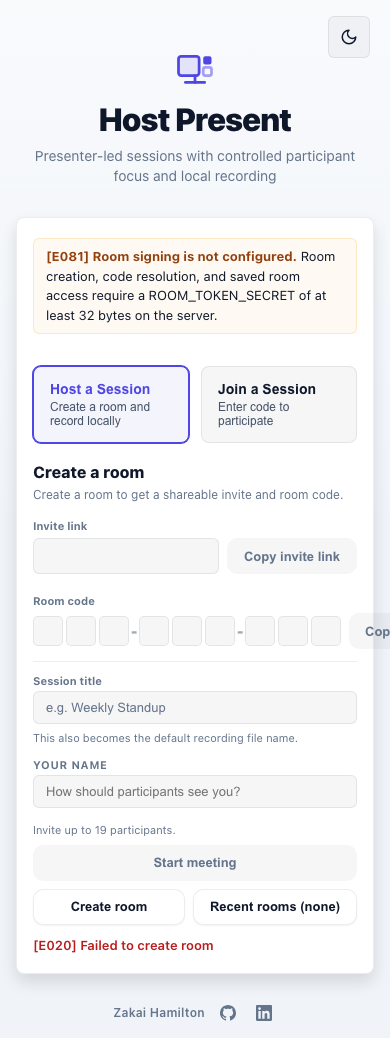 Host Present
Presenter-led sessions with controlled participant
focus and local recording
[E081] Room signing is not configured. Room
creation, code resolution, and saved room
access require a ROOM_TOKEN_SECRET of at
least 32 bytes on the server.
Host a Session
Create a room and
record locally
Join a Session
Enter code to
participate
Create a room
Create a room to get a shareable invite and room code.
Invite link
Copy invite link
Room code
- -
Cop
Session title
e.g. Weekly Standup
This also becomes the default recording file name.
YOUR NAME
How should participants see you?
Invite up to 19 participants.
Start meeting
Create room
Recent rooms (none)
[E020] Failed to create room
Zakai Hamilton